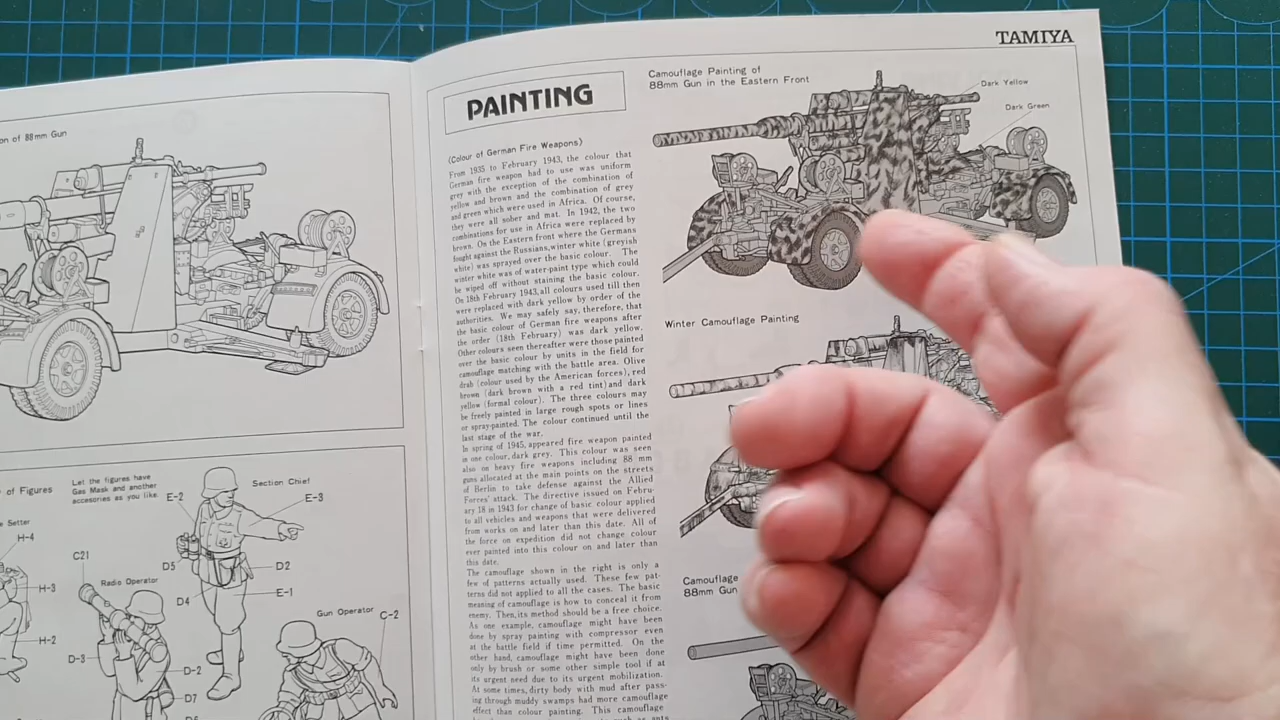 on of 88mm Gun
of Figures
Let the figures have
Gas Mask and another
accesories as you like.
Setter
H-4
H-3
H-2
C21
Radio Operator
E-2
Section Chief
E-3
D5
D2
D4
E-1
Gun Operator
C-2
D-3
D-2
D7
TAMIYA
PAINTING
(Colour of German Fire Weapons)
From 1935 to February 1943, the colour that
German fire weapon had to use was uniform
grey with the exception of the combination of
yellow and brown and the combination of grey
and green which were used in Africa. Of course,
they were all sober and mat. In 1942, the two
combinations for use in Africa were replaced by
brown. On the Eastern front where the Germans
fought against the Russians, winter white (greyish
white) was sprayed over the basic colour. The
winter white was of water-paint type which could
be wiped off without staining the basic colour.
On 18th February 1943, all colours used till then
were replaced with dark yellow by order of the
authorities. We may safely say, therefore, that
the basic colour of German fire weapons after
the order (18th February) was dark yellow.
Other colours seen thereafter were those painted
over the basic colour by units in the field for
camouflage matching with the battle area. Olive
drab (colour used by the American forces), red
brown (dark brown with a red tint) and dark
yellow (formal colour). The three colours may
be freely painted in large rough spots or lines
or spray-painted. The colour continued until the
last stage of the war.
In spring of 1945, appeared fire weapon painted
in one colour, dark grey. This colour was seen
also on heavy fire weapons including 88 mm
guns allocated at the main points on the streets
of Berlin to take defense against the Allied
Forces' attack. The directive issued on Febru-
ary 18 in 1943 for change of basic colour applied
to all vehicles and weapons that were delivered
from works on and later than this date. All of
the force on expedition did not change colour
ever painted into this colour on and later than
this date.
The camouflage shown in the right is only a
few of patterns actually used. These few pat-
terns did not applied to all the cases. The basic
meaning of camouflage is how to conceal it from
enemy. Then, its method should be a free choice.
As one example, camouflage might have been
done by spray painting with compressor even
at the battle field if time permitted. On the
other hand, camouflage might have been done
only by brush or some other simple tool if at
its urgent need due to its urgent mobilization.
At some times, dirty body with mud after pass-
ing through muddy swamps had more camouflage
effect than colour painting. This camouflage
Camouflage Painting of
88mm Gun in the Eastern Front
Dark Yellow
Dark Green
Winter Camouflage Painting
Camouflage
88mm Gun